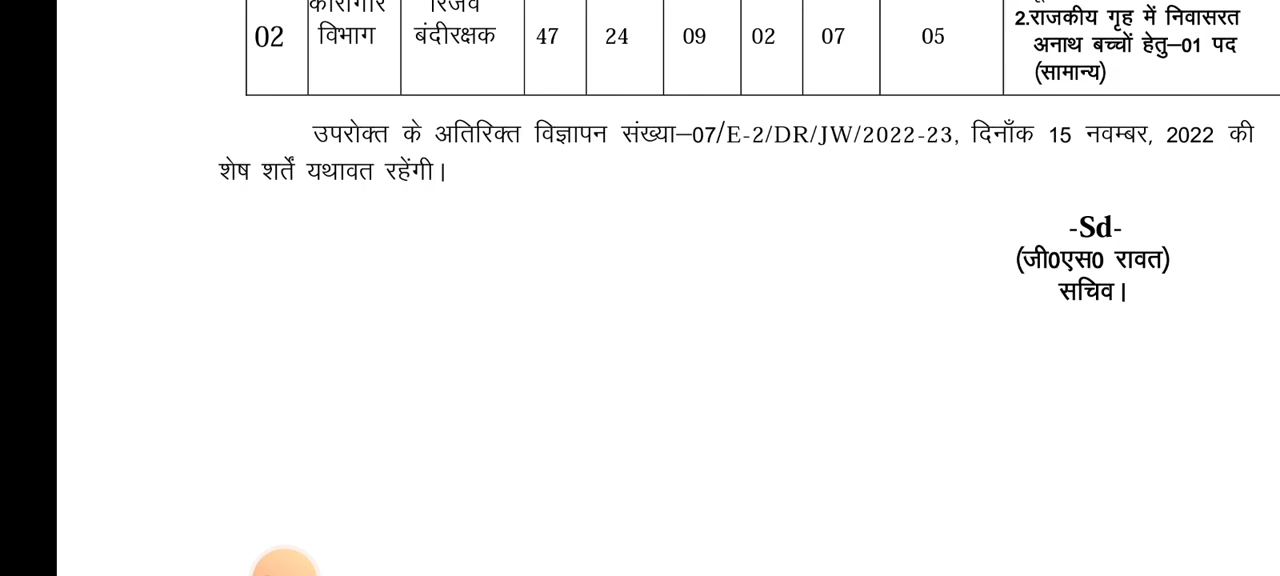 कारागार
रिजर्व
2.राजकीय गृह में निवासरत
02 विभाग बंदीरक्षक 47 24 09 02 07 05
अनाथ बच्चों हेतु–01 पद
(सामान्य)
उपरोक्त के अतिरिक्त विज्ञापन संख्या–07/E-2/DR/JW/2022-23, दिनाँक 15 नवम्बर, 2022 की
शेष शर्तें यथावत रहेंगी।
-Sd-
(जी0एस0 रावत)
सचिव।